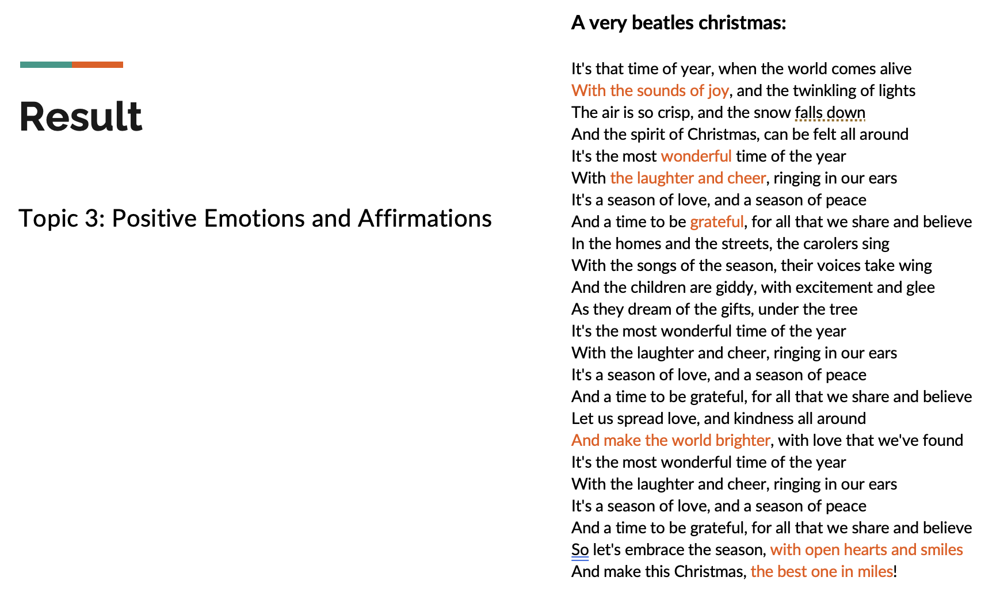 Result
Topic 3: Positive Emotions and Affirmations
A very beatles christmas:
It's that time of year, when the world comes alive
With the sounds of joy, and the twinkling of lights
The air is so crisp, and the snow falls down
And the spirit of Christmas, can be felt all around
It's the most wonderful time of the year
With the laughter and cheer, ringing in our ears
It's a season of love, and a season of peace
And a time to be grateful, for all that we share and believe
In the homes and the streets, the carolers sing
With the songs of the season, their voices take wing
And the children are giddy, with excitement and glee
As they dream of the gifts, under the tree
It's the most wonderful time of the year
With the laughter and cheer, ringing in our ears
It's a season of love, and a season of peace
And a time to be grateful, for all that we share and believe
Let us spread love, and kindness all around
And make the world brighter, with love that we've found
It's the most wonderful time of the year
With the laughter and cheer, ringing in our ears
It's a season of love, and a season of peace
And a time to be grateful, for all that we share and believe
So let's embrace the season, with open hearts and smiles
And make this Christmas, the best one in miles!